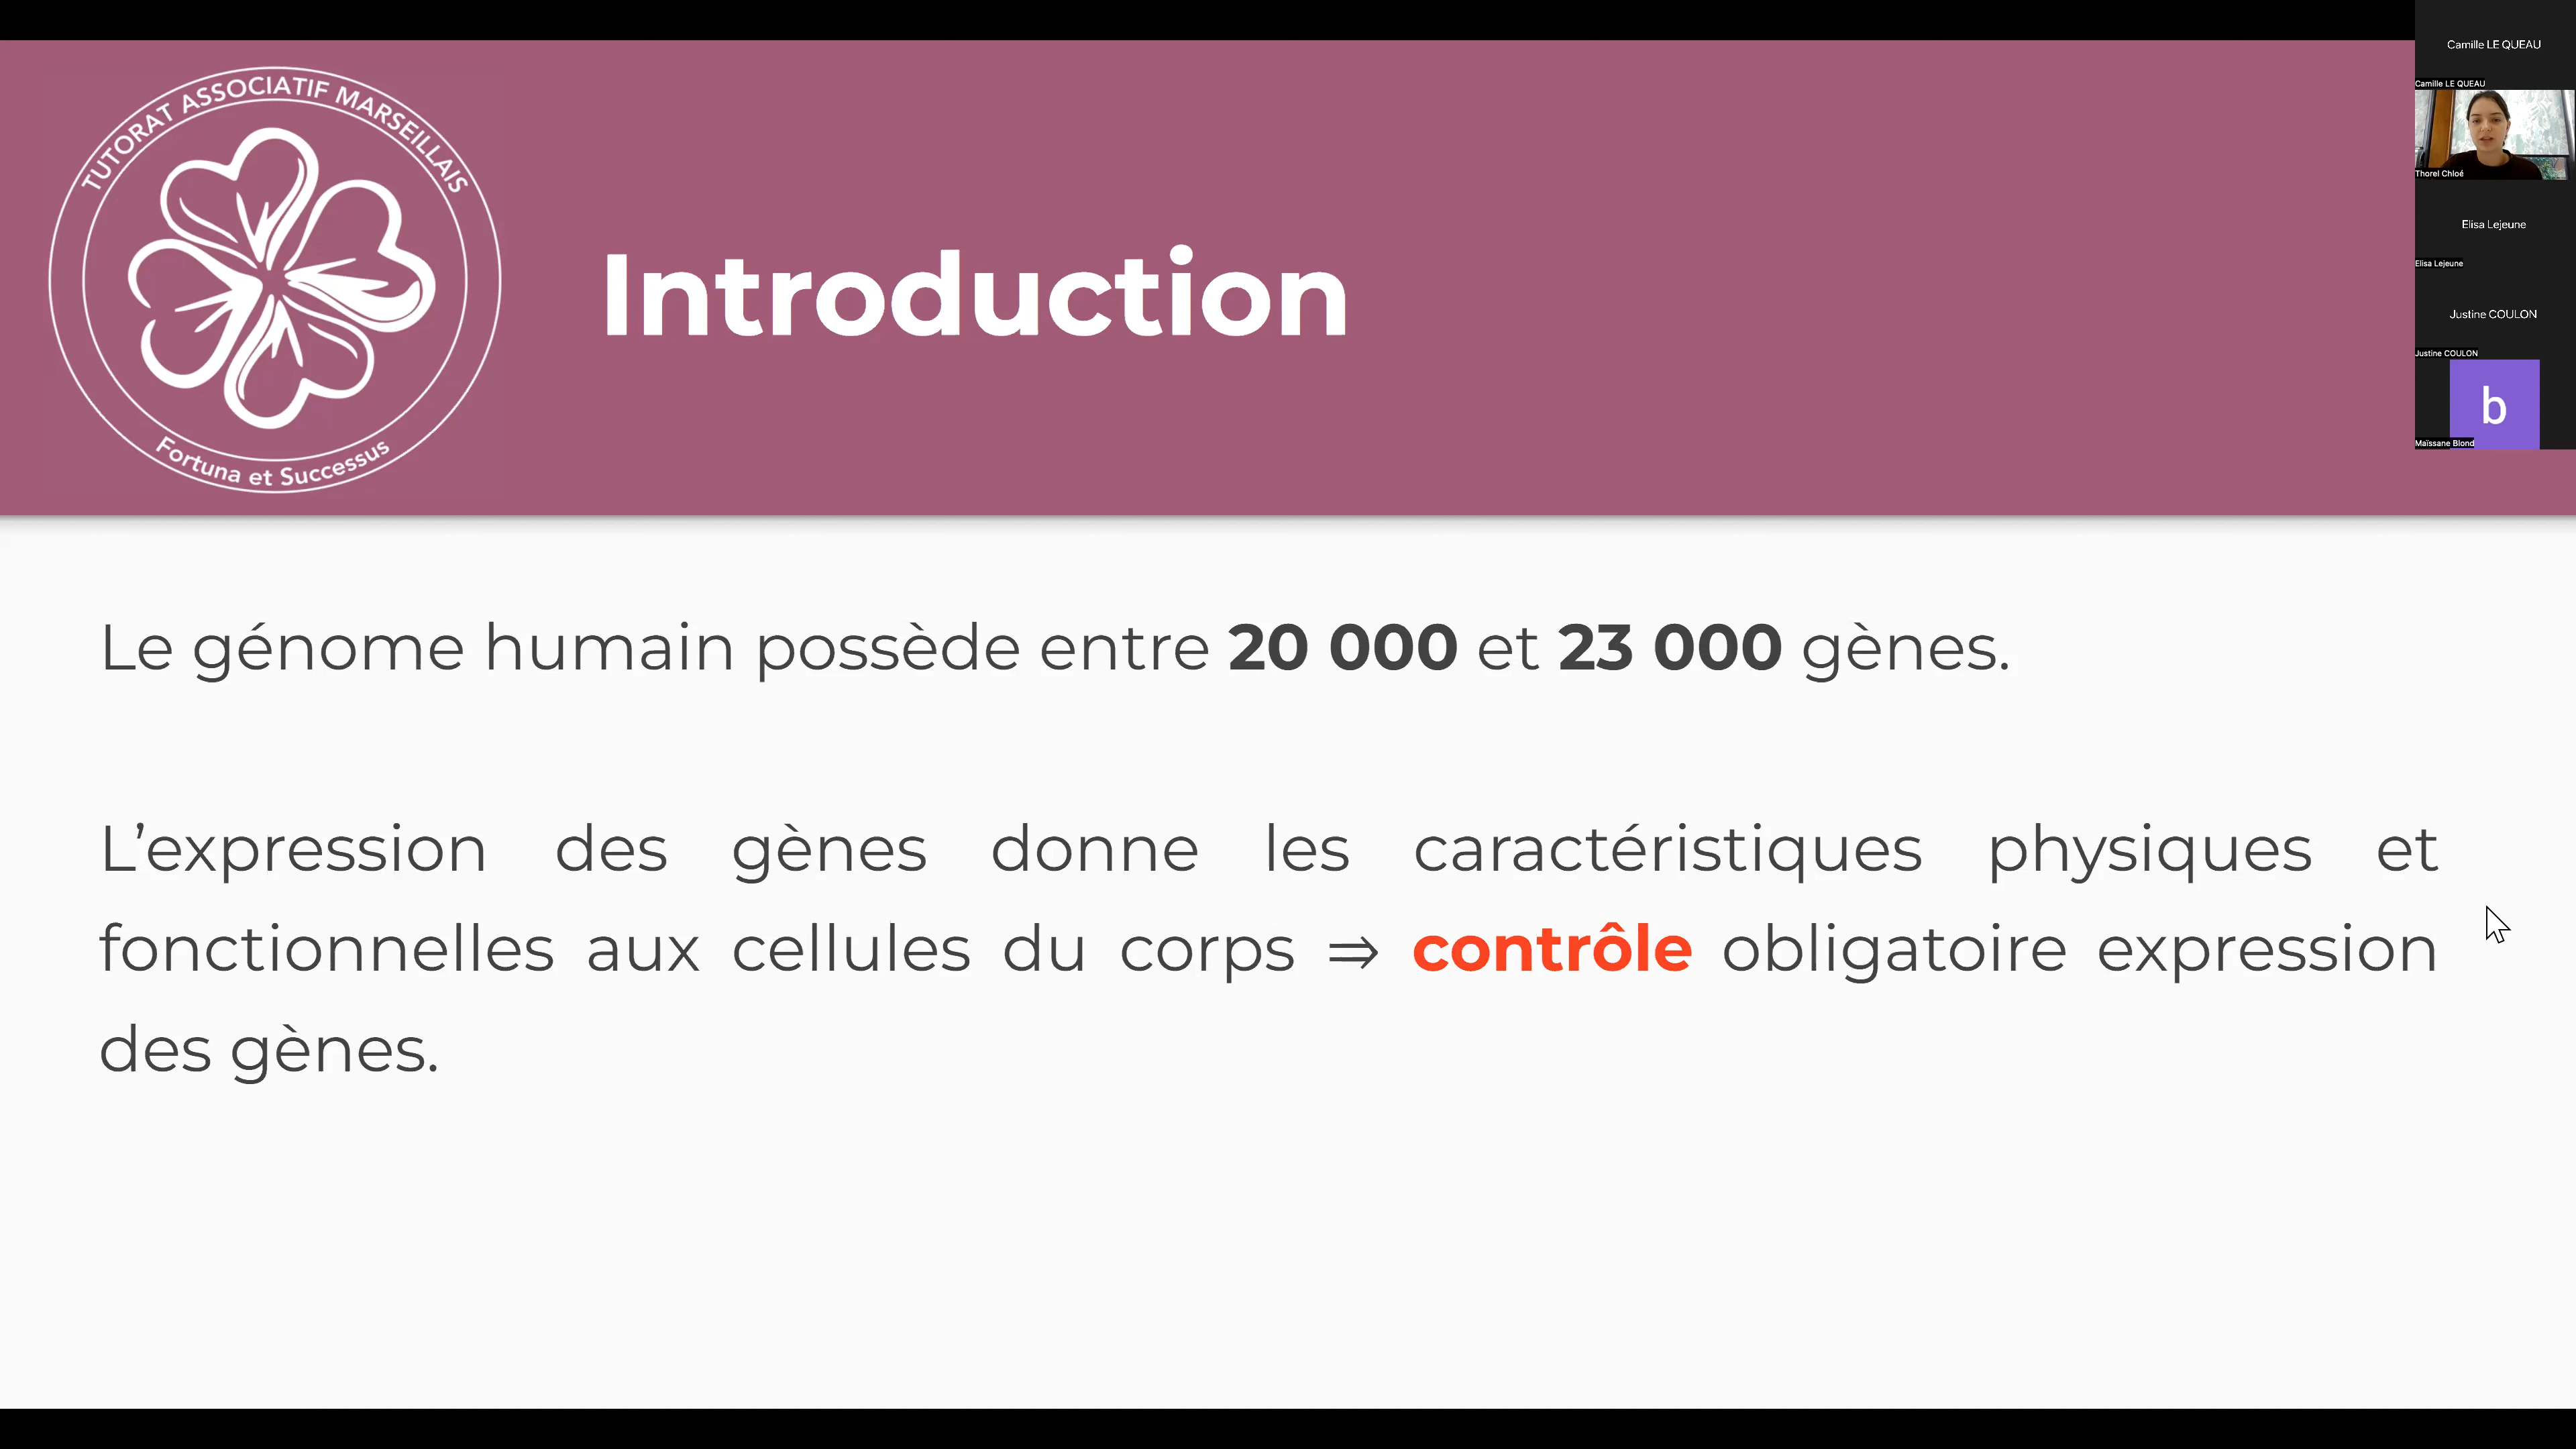 TUTORAT ASSOCIATIF MARSEILLAIS
Fortuna et Successus
Introduction
Le génome humain possède entre 20 000 et 23 000 gènes.
L’expression des gènes donne les caractéristiques physiques et
fonctionnelles aux cellules du corps ⇒ contrôle obligatoire expression
des gènes.
Camille LE QUEAU
Camille LE QUEAU
Thorel Chloé
Elisa Lejeune
Elisa Lejeune
Justine COULON
Justine COULON
b
Maïssane Blond